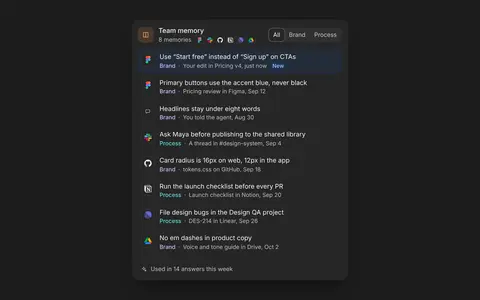 Team memory
8 memories
All Brand Process
Use “Start free” instead of “Sign up” on CTAs
Brand · Your edit in Pricing v4, just now New
Primary buttons use the accent blue, never black
Brand · Pricing review in Figma, Sep 12
Headlines stay under eight words
Brand · You told the agent, Aug 30
Ask Maya before publishing to the shared library
Process · A thread in #design-system, Sep 4
Card radius is 16px on web, 12px in the app
Brand · tokens.css on GitHub, Sep 18
Run the launch checklist before every PR
Process · Launch checklist in Notion, Sep 20
File design bugs in the Design QA project
Process · DES-214 in Linear, Sep 28
No em dashes in product copy
Brand · Voice and tone guide in Drive, Oct 2
Used in 14 answers this week